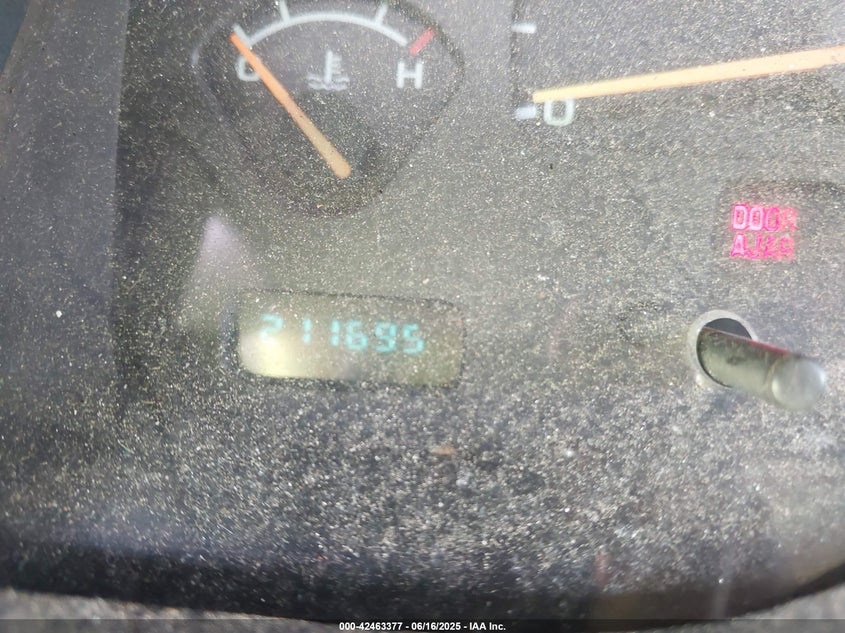 C H
0
DOOR
AJAR
211695
000-42463377 - 06/16/2025 - IAA Inc.